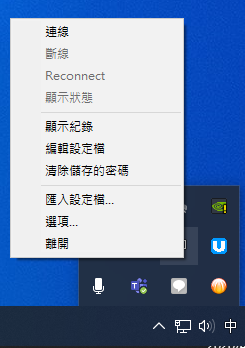 連線
斷線
Reconnect
顯示狀態
顯示紀錄
編輯設定檔
清除儲存的密碼
匯入設定檔...
選項...
離開
中